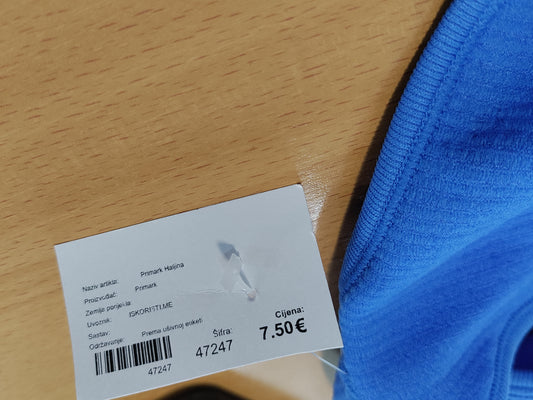 Naziv artikla: Primark Haljina
Proizvođač: Primark
Zemlja porijekla
Uvoznik: ISKORISTI.ME
Sastav:
Održavanje: Prema ušivnoj etiketi
47247
Šifra:
47247
Cijena:
7.50€